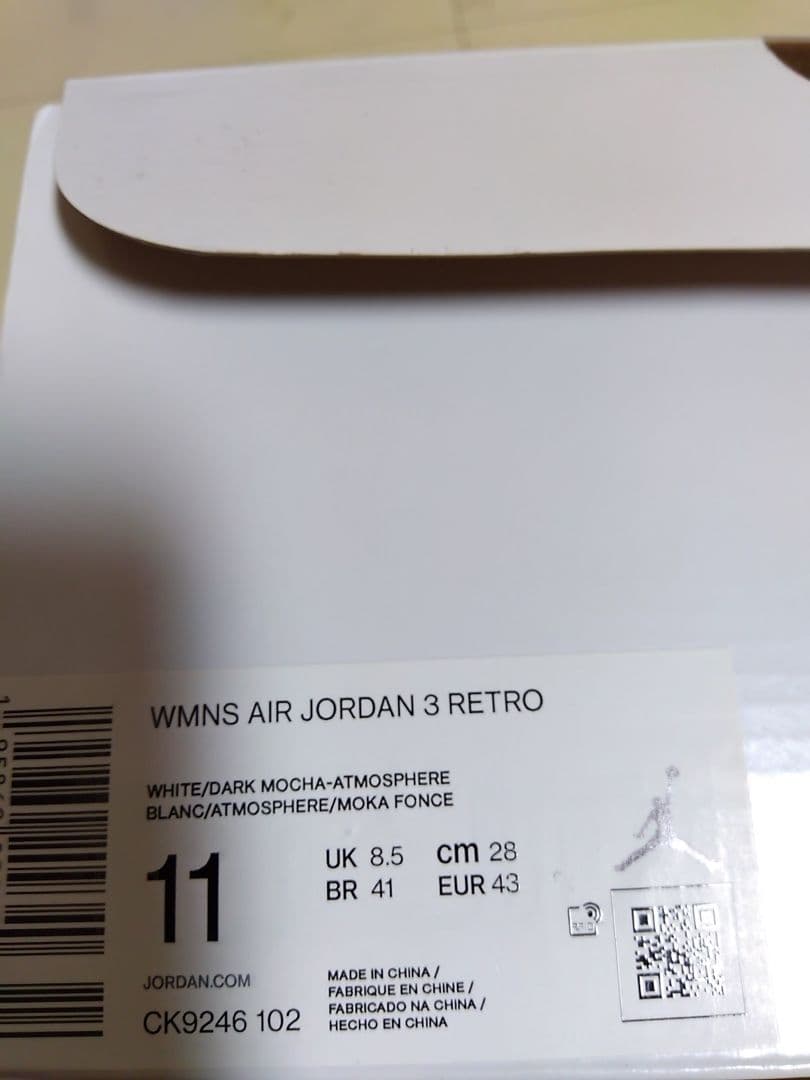 WMNS AIR JORDAN 3 RETRO
WHITE/DARK MOCHA-ATMOSPHERE
BLANC/ATMOSPHERE/MOKA FONCE
11
UK 8.5 cm 28
BR 41 EUR 43
JORDAN.COM
CK9246 102
MADE IN CHINA /
FABRIQUE EN CHINE /
FABRICADO NA CHINA /
HECHO EN CHINA
RFID